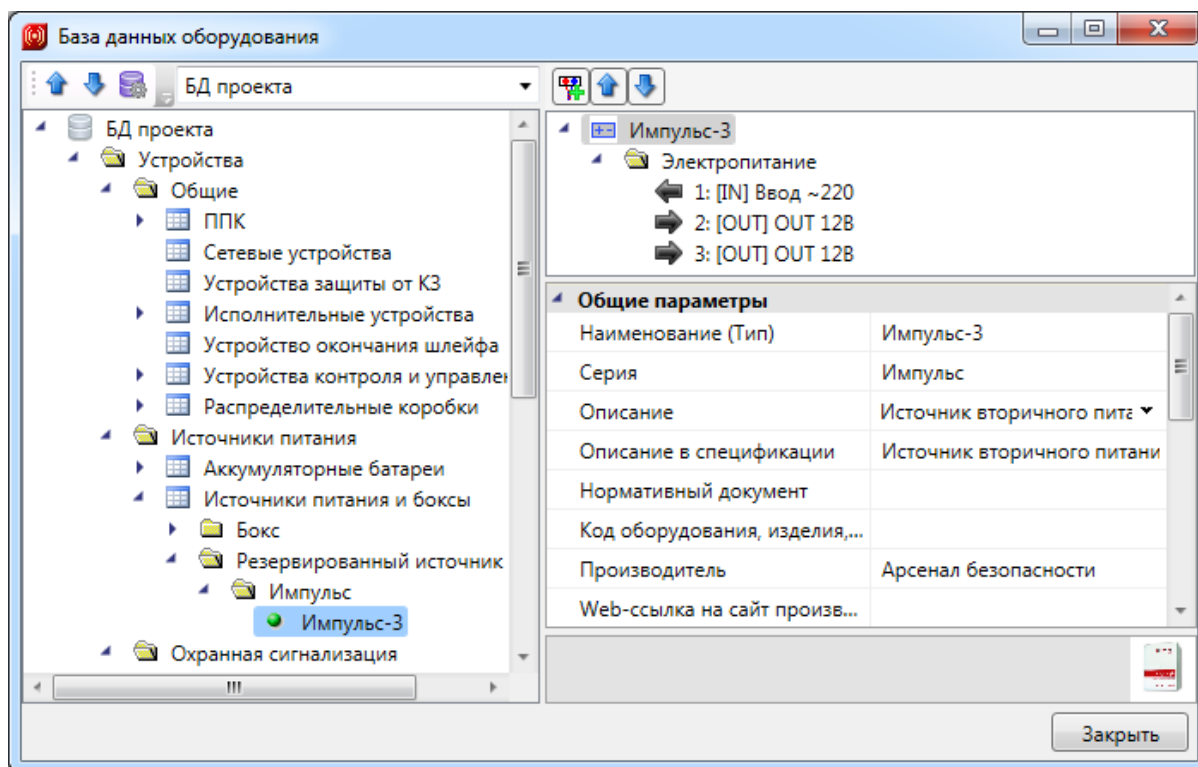 База данных оборудования
БД проекта
БД проекта
Устройства
Общие
ППК
Сетевые устройства
Устройства защиты от КЗ
Исполнительные устройства
Устройство окончания шлейфа
Устройства контроля и управлен
Распределительные коробки
Источники питания
Аккумуляторные батареи
Источники питания и боксы
Бокс
Резервированный источник
Импульс
Импульс-3
Охранная сигнализация
Импульс-3
Электропитание
1: [IN] Ввод ~220
2: [OUT] OUT 12В
3: [OUT] OUT 12В
Общие параметры
Наименование (Тип) Импульс-3
Серия Импульс
Описание Источник вторичного пита
Описание в спецификации Источник вторичного питани
Нормативный документ
Код оборудования, изделия,...
Производитель Арсенал безопасности
Web-ссылка на сайт произв...
Закрыть